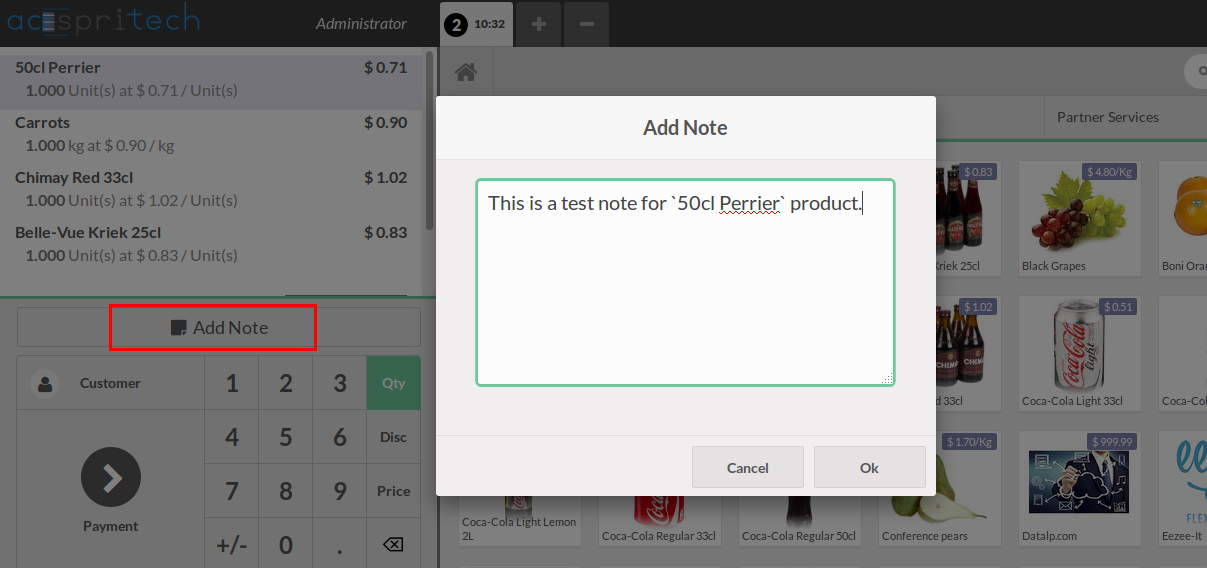 acespritech
Administrator
2 10:32
50cl Perrier $ 0.71
1.000 Unit(s) at $ 0.71 / Unit(s)
Carrots $ 0.90
1.000 kg at $ 0.90 / kg
Chimay Red 33cl $ 1.02
1.000 Unit(s) at $ 1.02 / Unit(s)
Belle-Vue Kriek 25cl $ 0.83
1.000 Unit(s) at $ 0.83 / Unit(s)
Add Note
Customer
1 2 3 Qty
4 5 6 Disc
7 8 9 Price
+/- 0 .
Payment
Add Note
This is a test note for `50cl Perrier` product.
Cancel
Ok
Partner Services
$ 0.83
Kriek 25cl
$ 4.80/Kg
Black Grapes
Boni Oran
$ 1.02
d 33cl
$ 0.51
Coca-Cola Light 33cl
Coca-Col
Coca-Cola Light Lemon
2L
Coca-Cola Regular 33cl
Coca-Cola Regular 50cl
$ 1.70/Kg
Conference pears
$ 999.99
Datalp.com
FLEX
Eezee-It